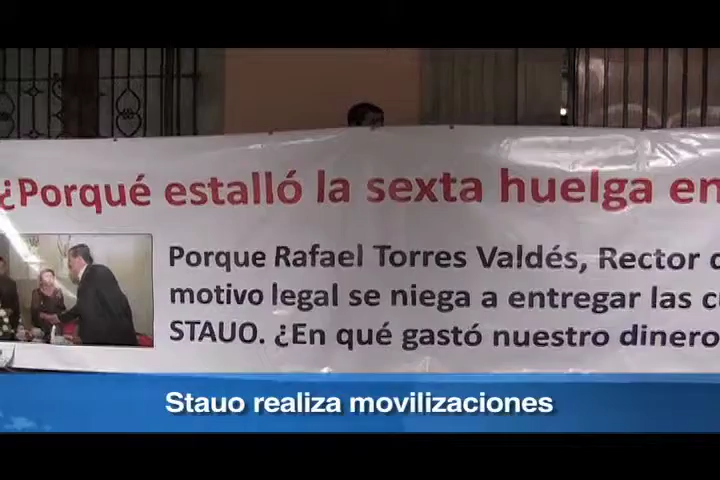 ¿Porqué estalló la sexta huelga en
Porque Rafael Torres Valdés, Rector
motivo legal se niega a entregar las
STAUO. ¿En qué gastó nuestro dinero
Stauo realiza movilizaciones